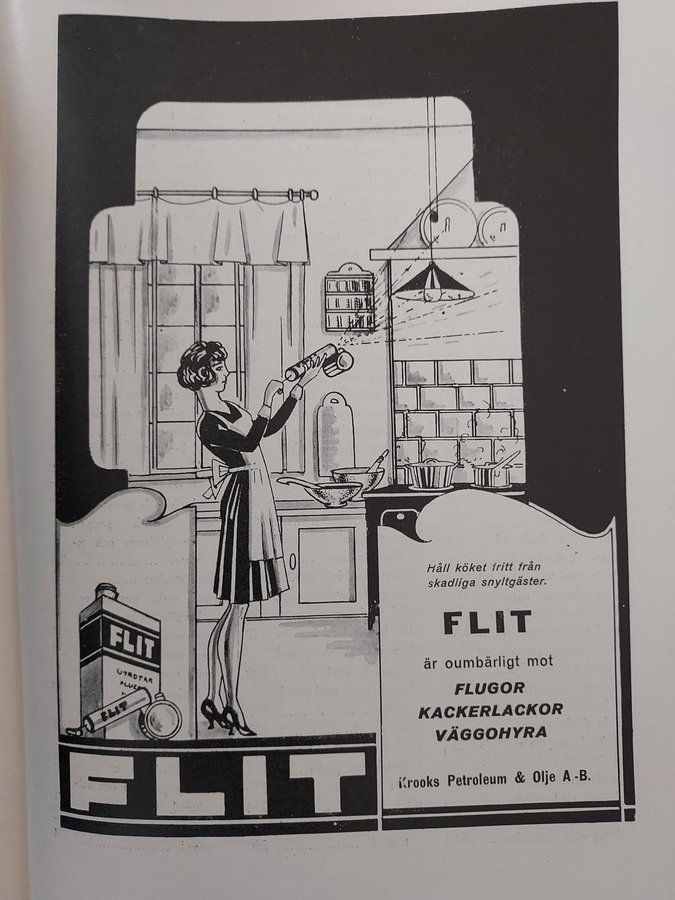 Håll köket fritt från
skadliga snyltgäster.
FLIT
är oumbärligt mot
FLUGOR
KACKERLACKOR
VÄGGOHYRA
Krooks Petroleum & Olje A.-B.
FLIT
UTROTAR
FLIT
FLIT